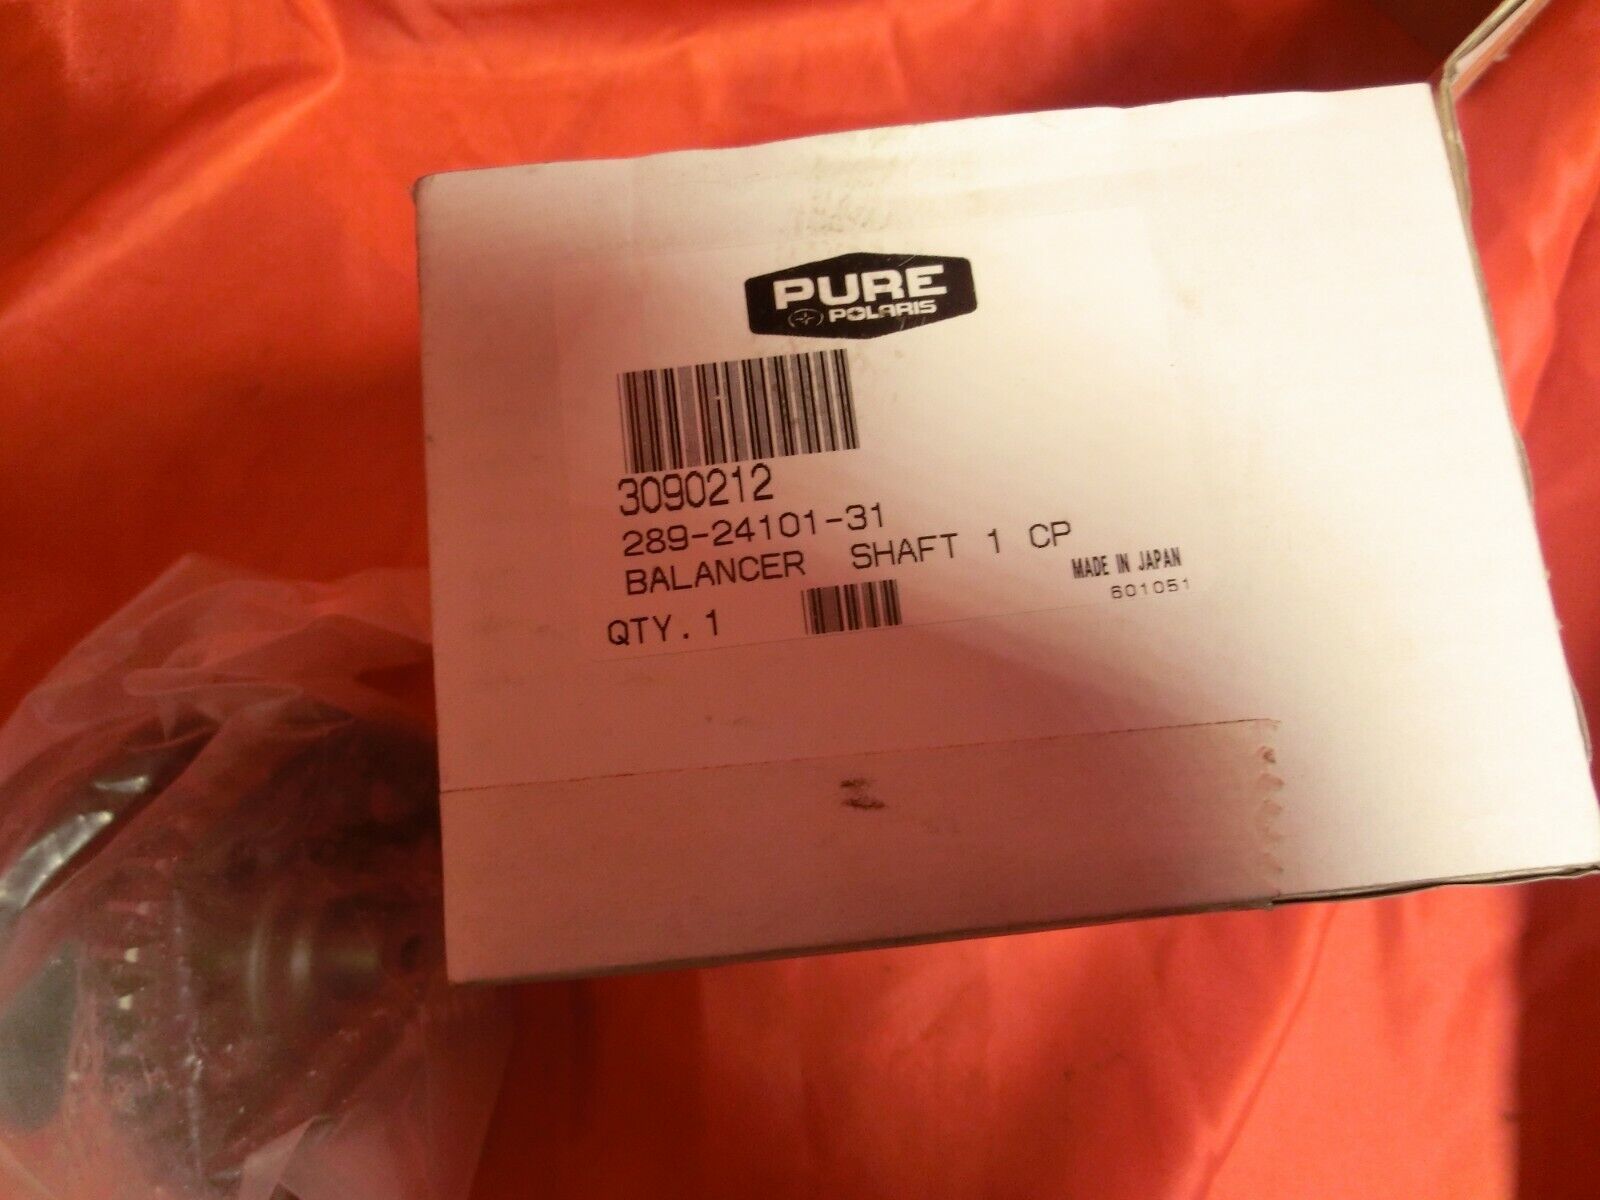 PURE
POLARIS
3090212
289-24101-31
BALANCER SHAFT 1 CP
MADE IN JAPAN
601051
QTY. 1